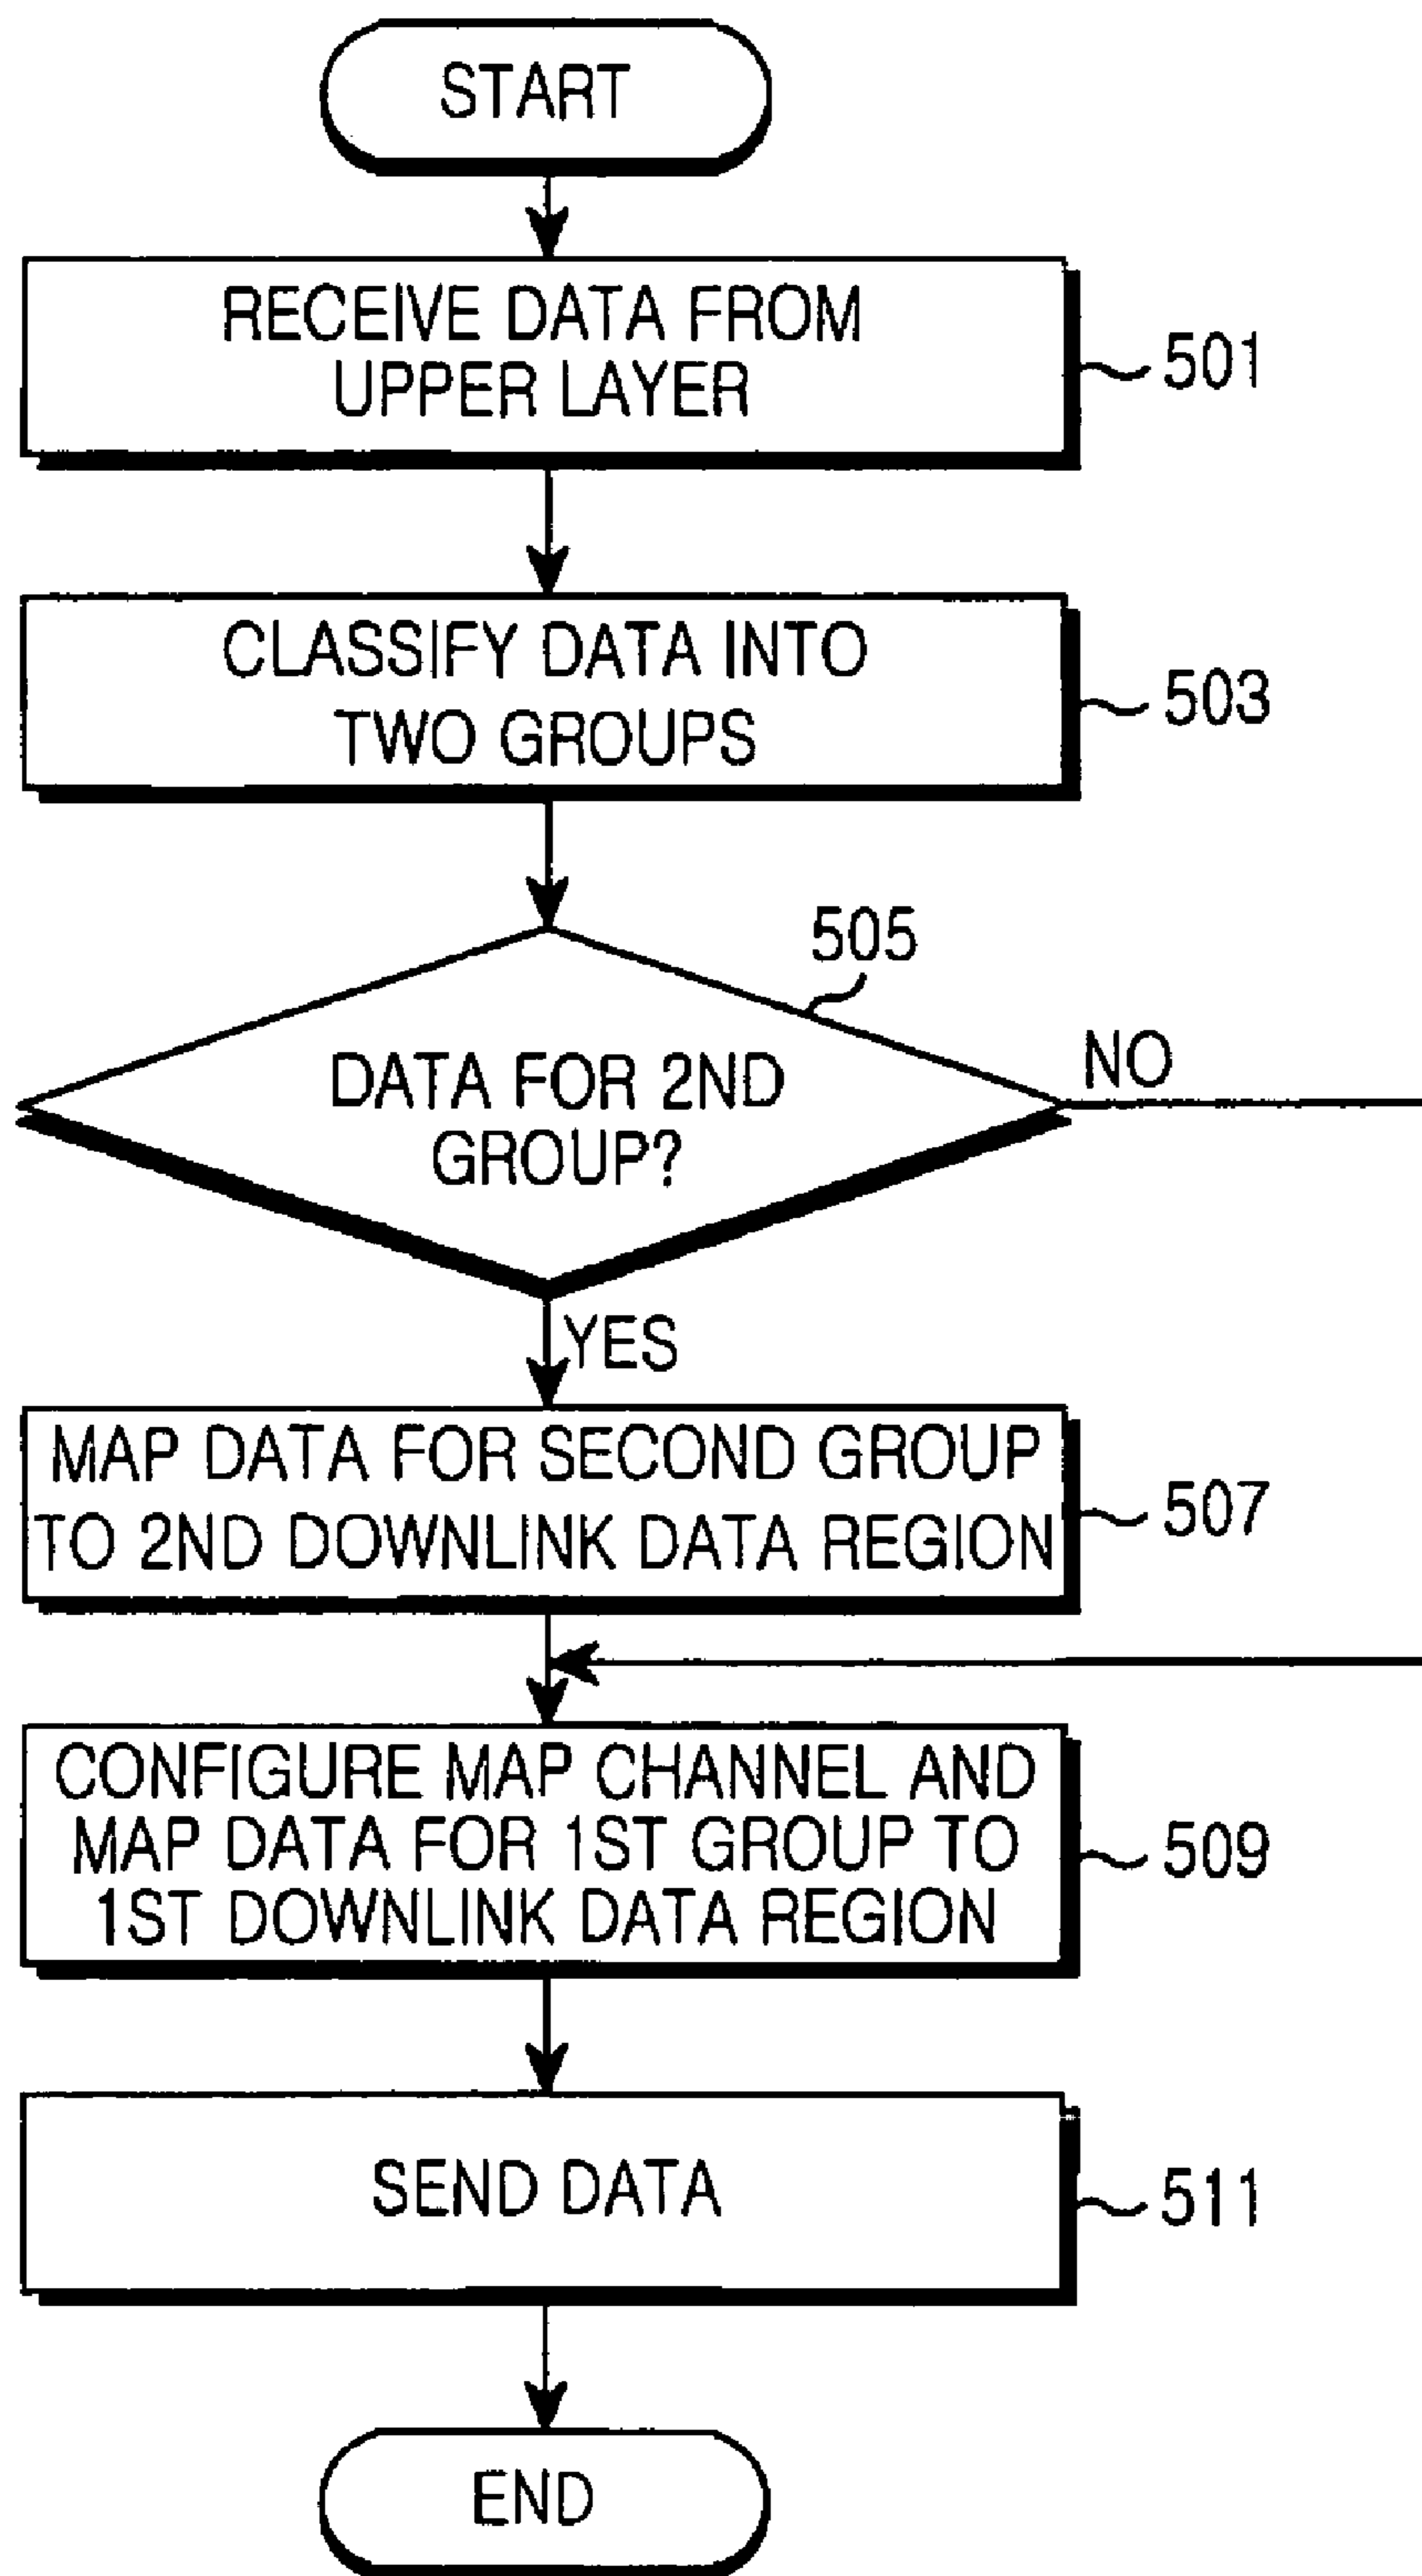 START
RECEIVE DATA FROM
UPPER LAYER
501
CLASSIFY DATA INTO
TWO GROUPS
503
505
DATA FOR 2ND
GROUP?
NO
YES
MAP DATA FOR SECOND GROUP
TO 2ND DOWNLINK DATA REGION
507
CONFIGURE MAP CHANNEL AND
MAP DATA FOR 1ST GROUP TO
1ST DOWNLINK DATA REGION
509
SEND DATA
511
END